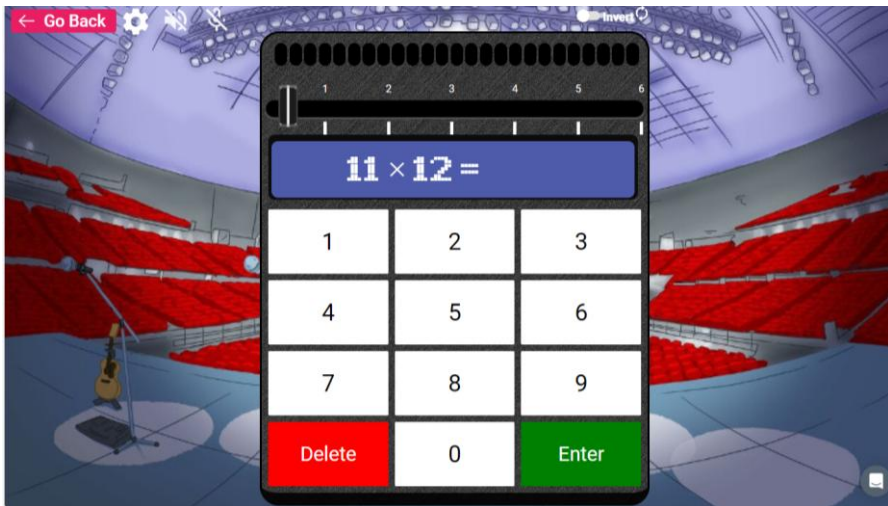 ← Go Back
Invert
1 2 3 4 5 6
11 × 12 =
1 2 3
4 5 6
7 8 9
Delete 0 Enter